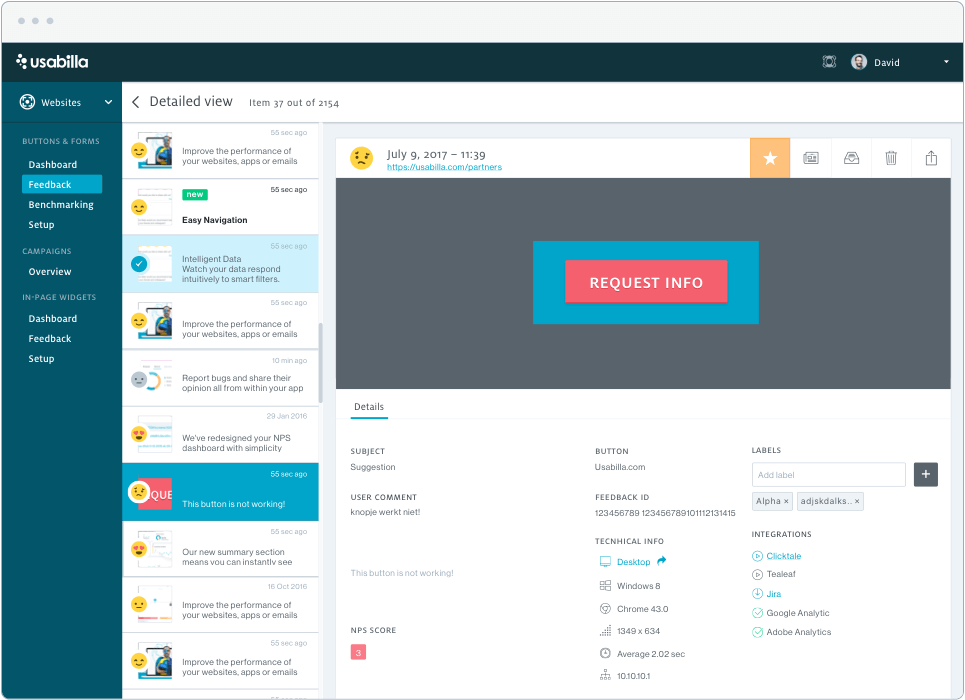 usabilla
David
Websites
Detailed view
Item 37 out of 2154
BUTTONS & FORMS
Dashboard
Feedback
Benchmarking
Setup
CAMPAIGNS
Overview
IN-PAGE WIDGETS
Dashboard
Feedback
Setup
55 sec ago
Improve the performance of
your websites, apps or emails
new
55 sec ago
Easy Navigation
55 sec ago
Intelligent Data
Watch your data respond
intuitively to smart filters.
55 sec ago
Improve the performance of
your websites, apps or emails
10 min ago
Report bugs and share their
opinion all from within your app
29 Jan 2016
We've redesigned your NPS
dashboard with simplicity
55 sec ago
QUE
This button is not working!
55 sec ago
Our new summary section
means you can instantly see
16 Oct 2016
Improve the performance of
your websites, apps or emails
55 sec ago
Improve the performance of
your websites, apps or emails
55 sec ago
July 9, 2017 – 11:39
https://usabilla.com/partners
REQUEST INFO
Details
SUBJECT
Suggestion
USER COMMENT
knopje werkt niet!
This button is not working!
NPS SCORE
3
BUTTON
Usabilla.com
FEEDBACK ID
123456789 123456789101112131415
TECNHICAL INFO
Desktop
Windows 8
Chrome 43.0
1349 x 634
Average 2.02 sec
10.10.10.1
LABELS
Add label
+
Alpha ×
adjskdalks.. ×
INTEGRATIONS
Clicktale
Tealeaf
Jira
Google Analytic
Adobe Analytics